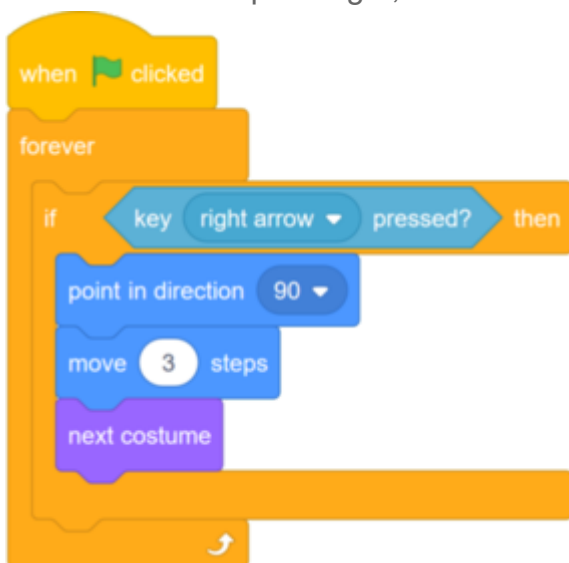 when clicked
forever
if key right arrow pressed? then
point in direction 90
move 3 steps
next costume